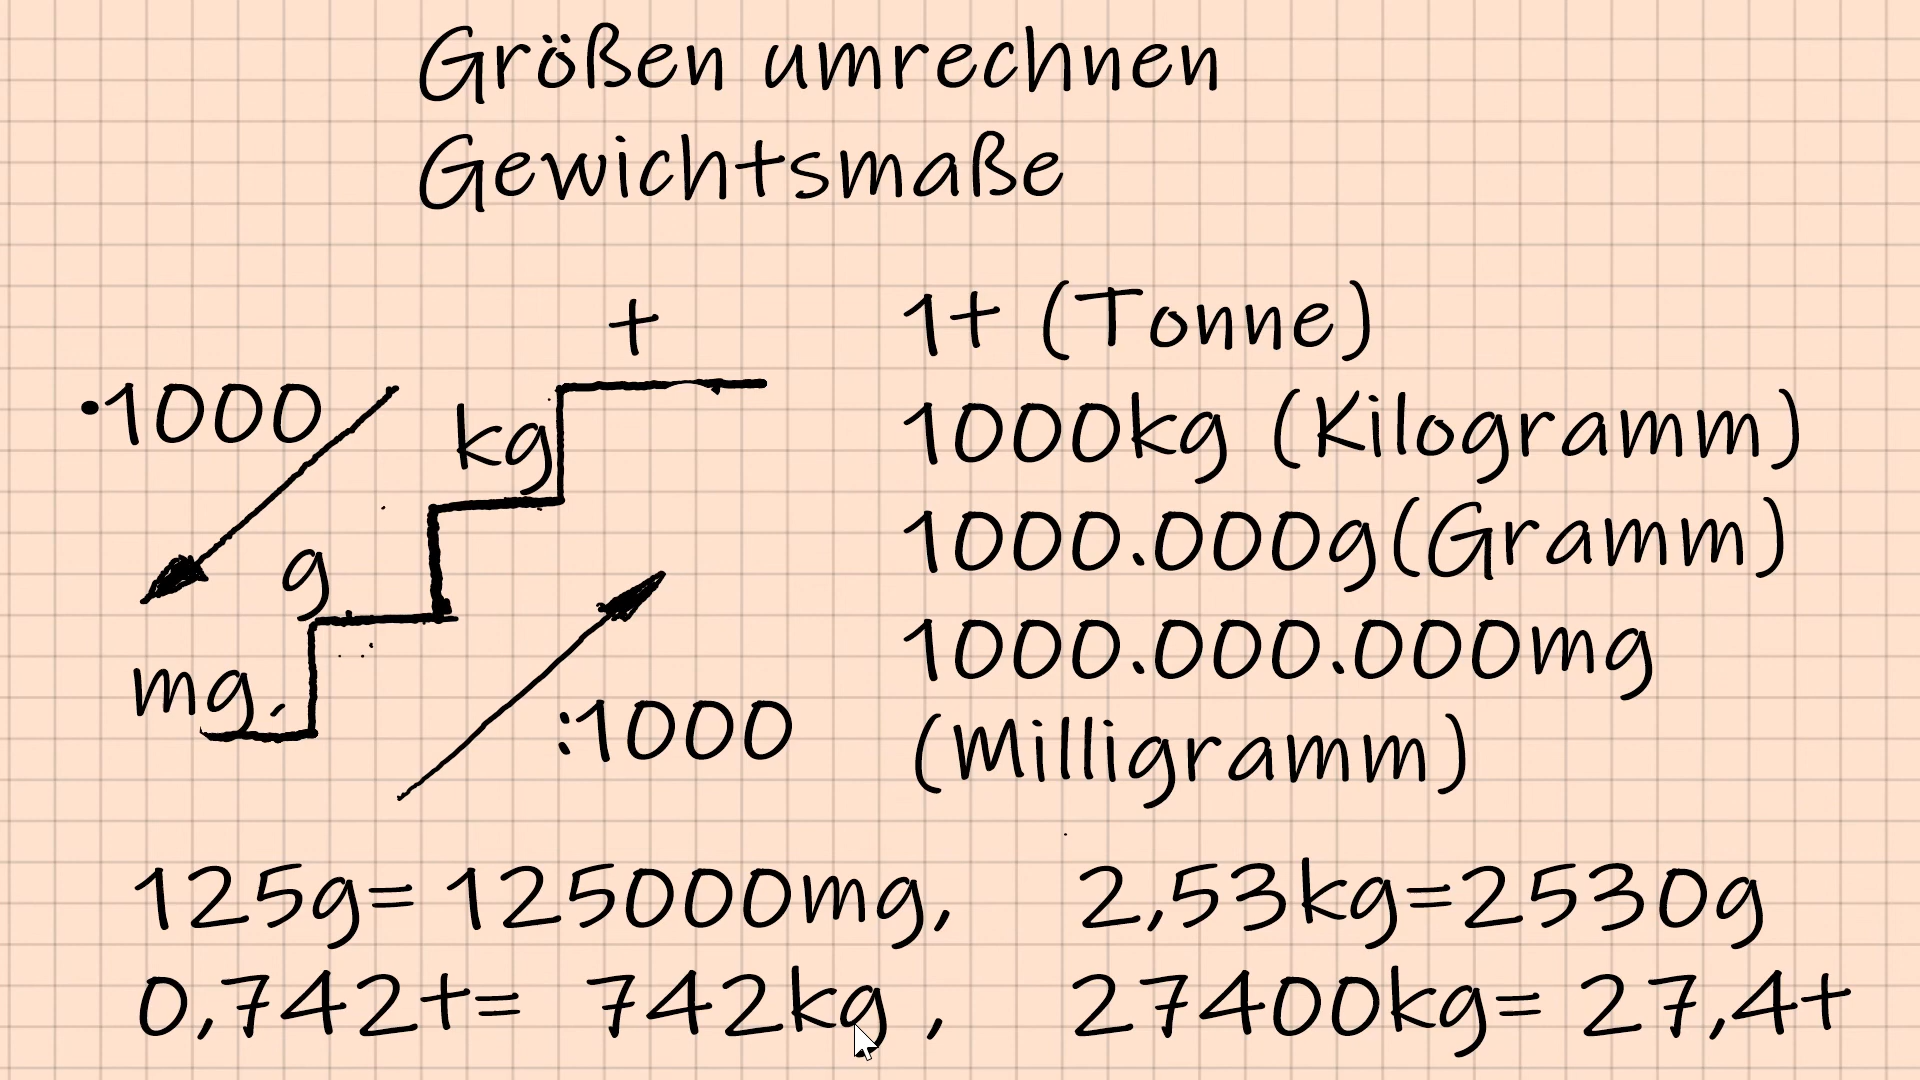 Größen umrechnen
Gewichtsmaße
t
·1000
kg
g
mg
:1000
1t (Tonne)
1000kg (Kilogramm)
1000.000g(Gramm)
1000.000.000mg
(Milligramm)
125g= 125000mg, 2,53kg=2530g
0,742t= 742kg , 27400kg= 27,4t